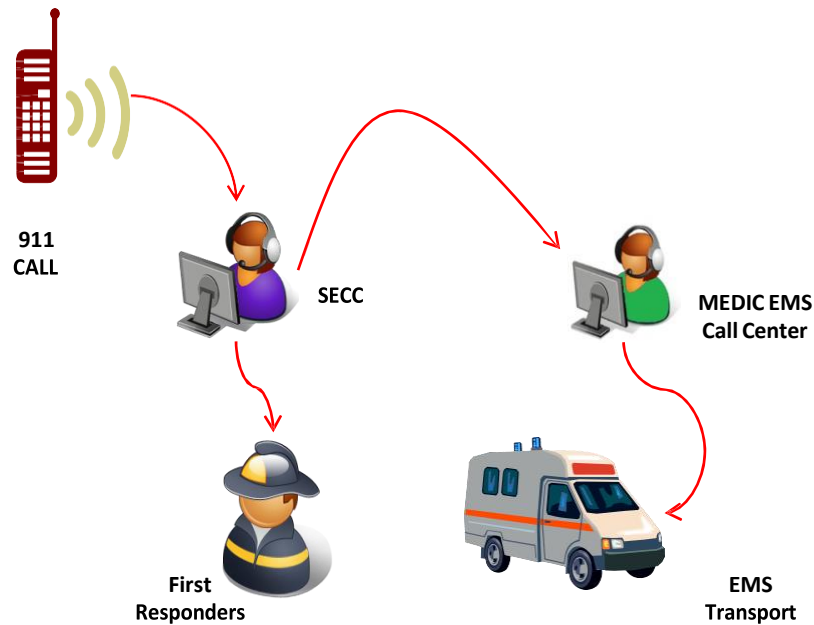 911
CALL
SECC
MEDIC EMS
Call Center
First
Responders
EMS
Transport